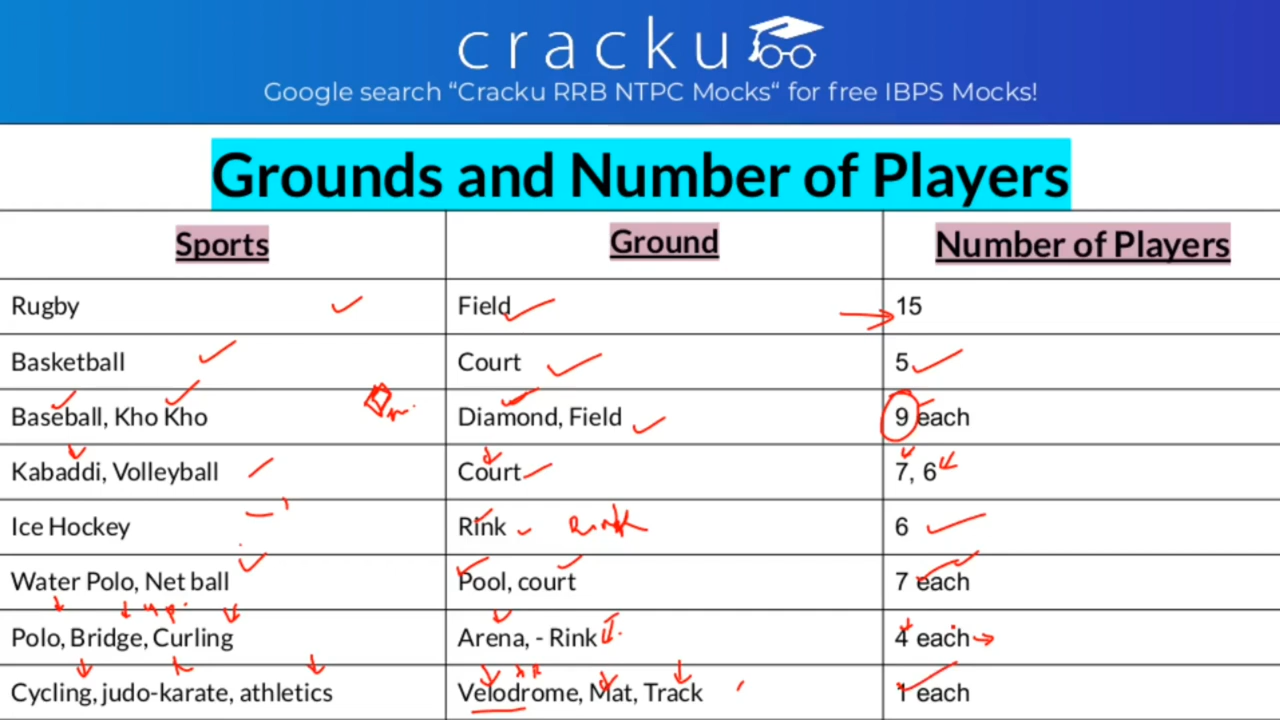 cracku
Google search “Cracku RRB NTPC Mocks“ for free IBPS Mocks!
Grounds and Number of Players
Sports Ground Number of Players
Rugby Field 15
Basketball Court 5
Baseball, Kho Kho Diamond, Field 9 each
Kabaddi, Volleyball Court 7, 6
Ice Hockey Rink Rink 6
Water Polo, Net ball Pool, court 7 each
Polo, Bridge, Curling Arena, - Rink 4 each
Cycling, judo-karate, athletics Velodrome, Mat, Track 1 each